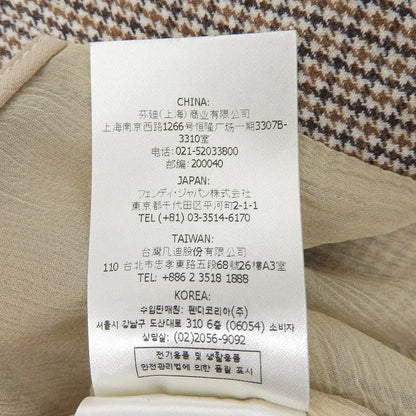 CHINA:
芬廸(上海)商业有限公司
上海南京西路1266号恒隆广场一期3307B-
3310室
电话: 021-52033800
邮编: 200040
JAPAN:
フェンディ・ジャパン株式会社
東京都千代田区平河町2-1-1
TEL (+81) 03-3514-6170
TAIWAN:
台灣凡迪股份有限公司
110 台北市忠孝東路五段68號26樓A3室
TEL: +886 2 3518 1888
KOREA:
수입판매원: 펜디코리아(주)
서울시 강남구 도산대로 310 6층 (06054) 소비자
상담실: (02)2056-9092
전기용품 및 생활용품
안전관리법에 의한 품질 표시